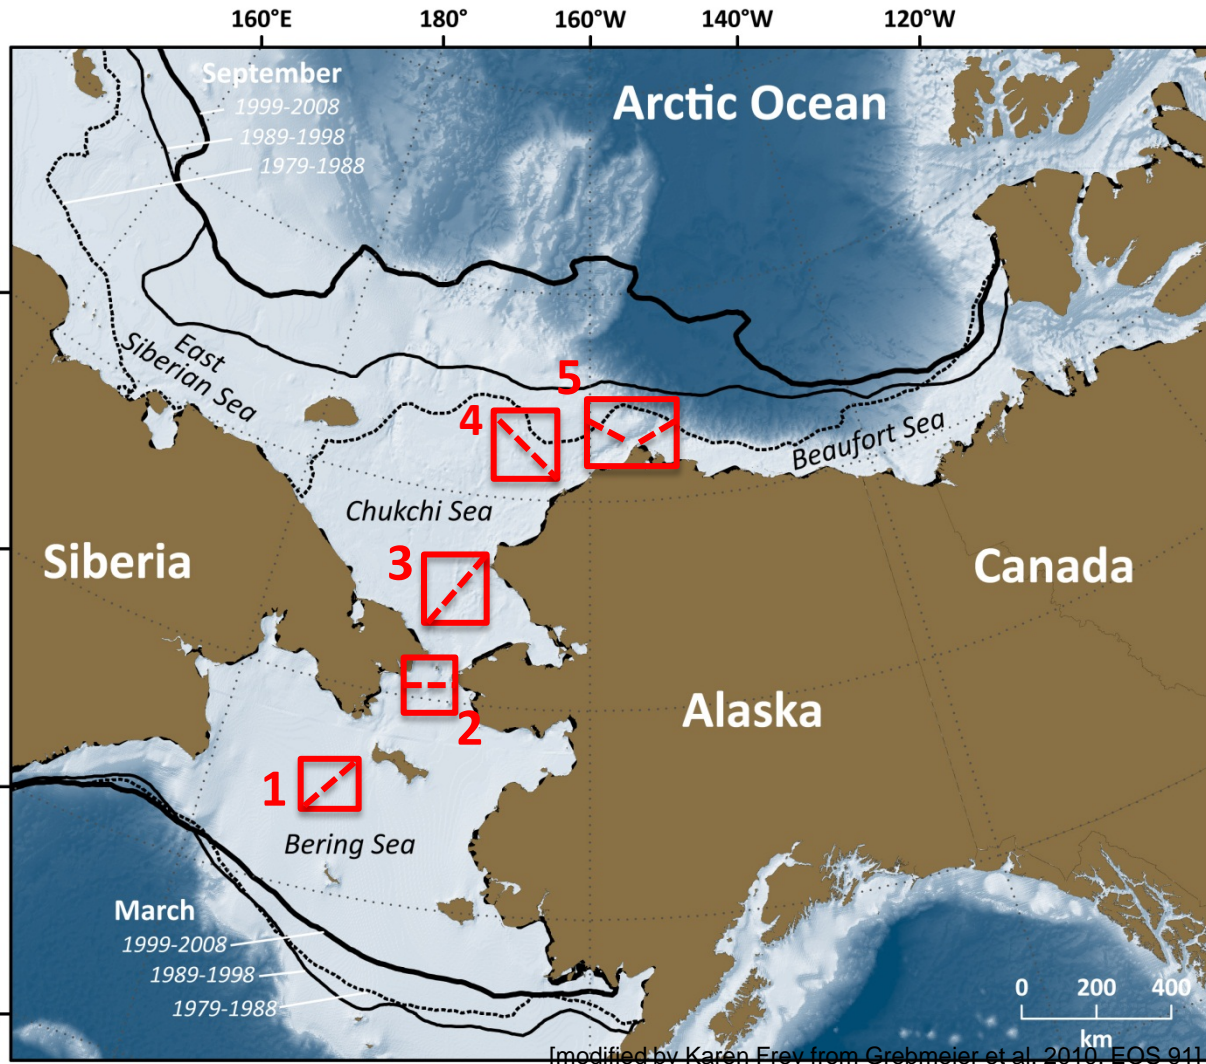 160°E 180° 160°W 140°W 120°W
September
1999-2008
1989-1998
1979-1988
Arctic Ocean
East
Siberian Sea
5
4
Beaufort Sea
Chukchi Sea
3
Siberia
Canada
Alaska
2
1
Bering Sea
March
1999-2008
1989-1998
1979-1988
0 200 400
km
[modified by Karen Frey from Grebmeier et al. 2010, EOS 91]